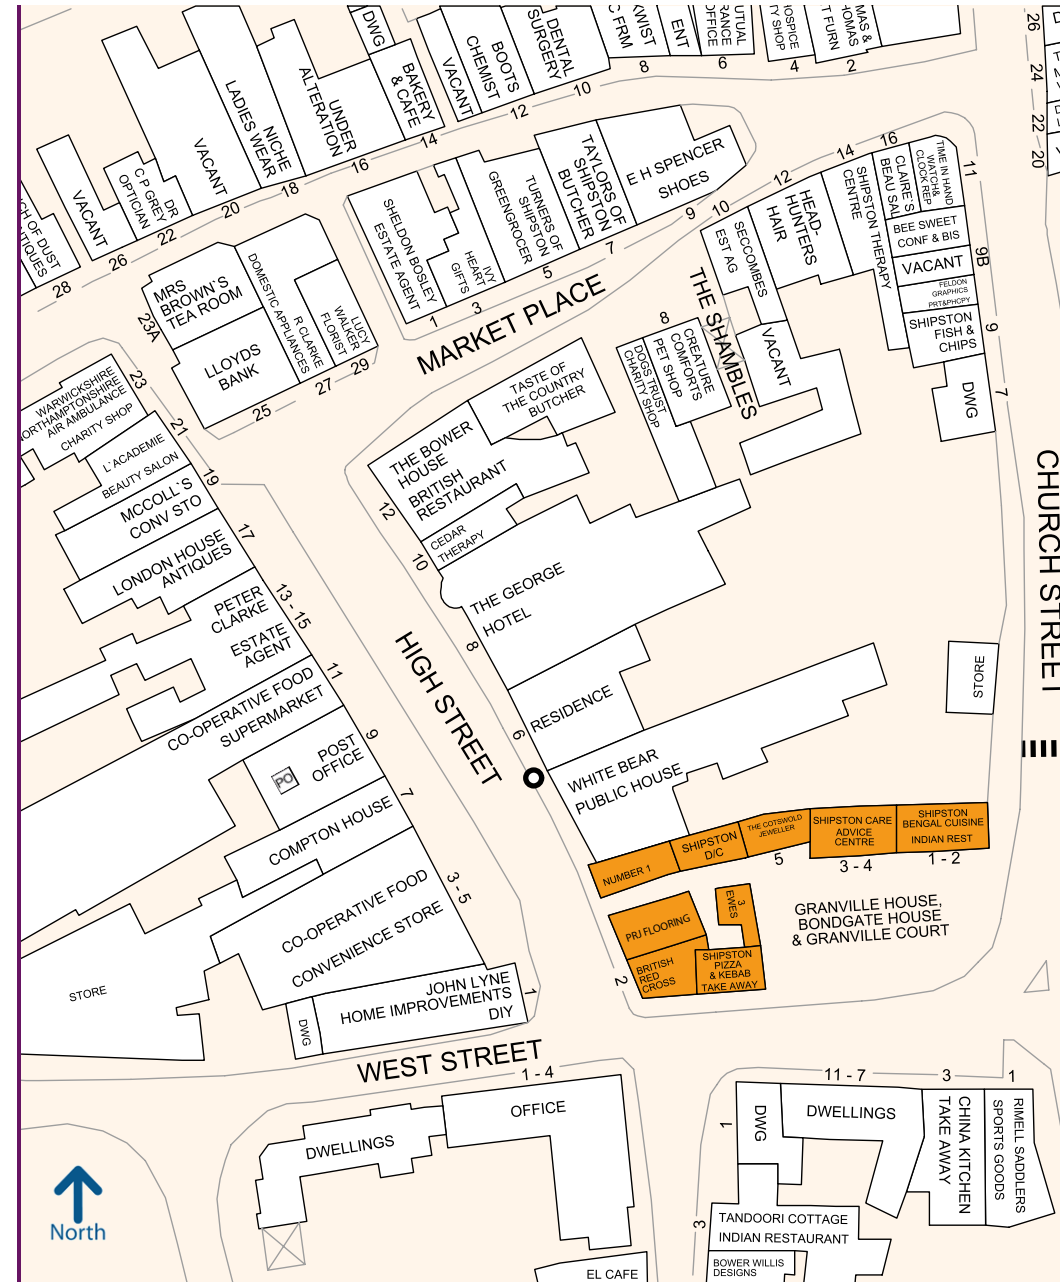 DWG
DENTAL
SURGERY
BOOTS
CHEMIST
VACANT
BAKERY
& CAFE
C FRM
KWIST
ENT
OFFICE
2
4
6
8
10
12
14
16
18
20
22
26
28
UNDER
ALTERATION
NICHE
LADIES WEAR
VACANT
DR
C P GREY
OPTICIAN
VACANT
CH OF DUST
TIQUES
26
24
22
20
TAYLORS OF
SHIPSTON
BUTCHER
E H SPENCER
SHOES
TURNERS OF
SHIPSTON
GREENGROCER
IVY
HEART
GIFTS
SHELDON BOSLEY
ESTATE AGENT
1
3
5
7
9
MARKET PLACE
10
12
14
16
11
TIME IN HAND
WATCH&
CLOCK REP
CLAIRE'S
BEAU SAL
SHIPSTON THERAPY
CENTRE
HEAD-
HUNTERS
HAIR
SECCOMBES
EST AG
BEE SWEET
CONF & BIS
VACANT
FELDON
GRAPHICS
PRT&PHCPY
SHIPSTON
FISH &
CHIPS
DWG
9B
9
7
THE SHAMBLES
VACANT
8
CREATURE
COMFORTS
PET SHOP
DOGS TRUST
CHARITY SHOP
MRS
BROWN'S
TEA ROOM
23A
LLOYDS
BANK
R CLARKE
DOMESTIC APPLIANCES
LUCY
WALKER
FLORIST
25
27
29
TASTE OF
THE COUNTRY
BUTCHER
THE BOWER
HOUSE
BRITISH
RESTAURANT
12
CEDAR
THERAPY
10
THE GEORGE
HOTEL
8
RESIDENCE
6
WHITE BEAR
PUBLIC HOUSE
HIGH STREET
CHURCH STREET
STORE
WARWICKSHIRE
NORTHAMPTONSHIRE
AIR AMBULANCE
CHARITY SHOP
23
L'ACADEMIE
BEAUTY SALON
21
MCCOLL`S
CONV STO
19
LONDON HOUSE
ANTIQUES
17
PETER
CLARKE
ESTATE
AGENT
13 - 15
CO-OPERATIVE FOOD
SUPERMARKET
11
POST
OFFICE
PO
9
COMPTON HOUSE
7
CO-OPERATIVE FOOD
CONVENIENCE STORE
3 - 5
STORE
JOHN LYNE
HOME IMPROVEMENTS
DIY
1
DWG
NUMBER 1
SHIPSTON
D/C
THE COTSWOLD
JEWELLER
5
SHIPSTON CARE
ADVICE
CENTRE
3 - 4
SHIPSTON
BENGAL CUISINE
INDIAN REST
1 - 2
PRJ FLOORING
3
EWES
BRITISH
RED
CROSS
SHIPSTON
PIZZA
& KEBAB
TAKE AWAY
2
GRANVILLE HOUSE,
BONDGATE HOUSE
& GRANVILLE COURT
WEST STREET
1 - 4
OFFICE
DWELLINGS
EL CAFE
11 - 7
3
1
1
DWG
DWELLINGS
CHINA KITCHEN
TAKE AWAY
RIMELL SADDLERS
SPORTS GOODS
3
TANDOORI COTTAGE
INDIAN RESTAURANT
BOWER WILLIS
DESIGNS
North